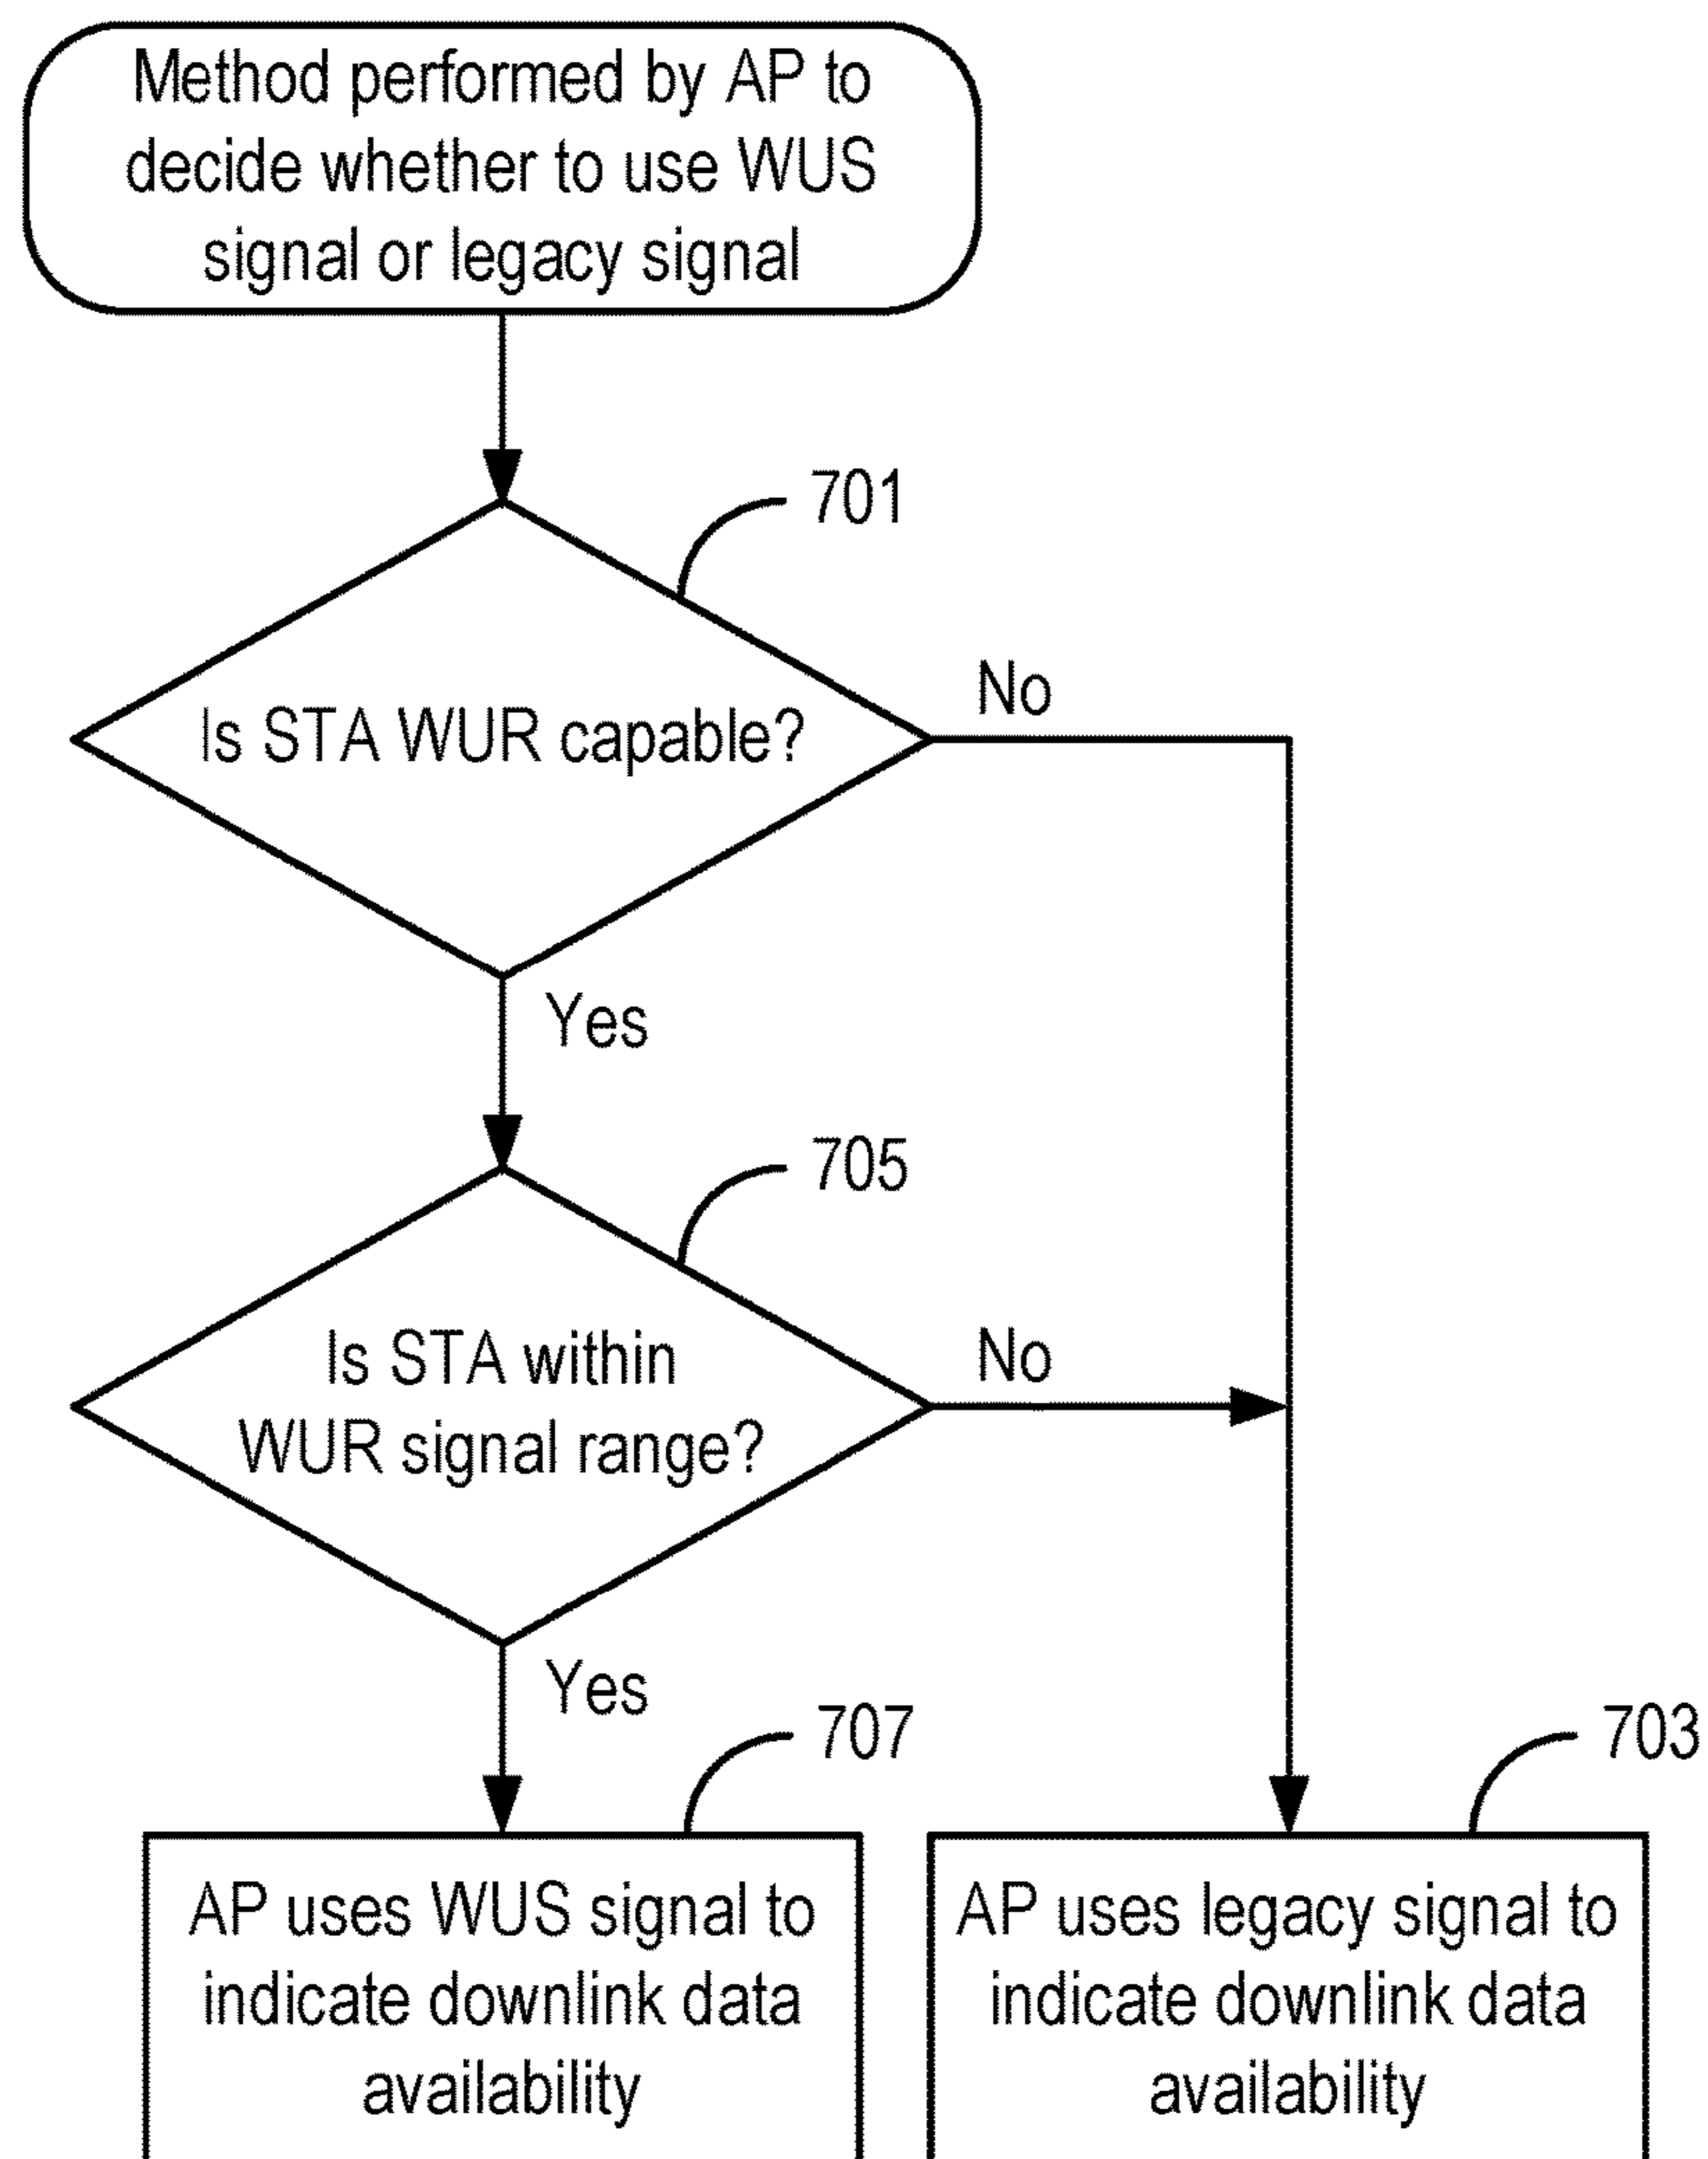 Method performed by AP to
decide whether to use WUS
signal or legacy signal
701
Is STA WUR capable?
No
Yes
705
Is STA within
WUR signal range?
No
Yes
707
703
AP uses WUS signal to
indicate downlink data
availability
AP uses legacy signal to
indicate downlink data
availability